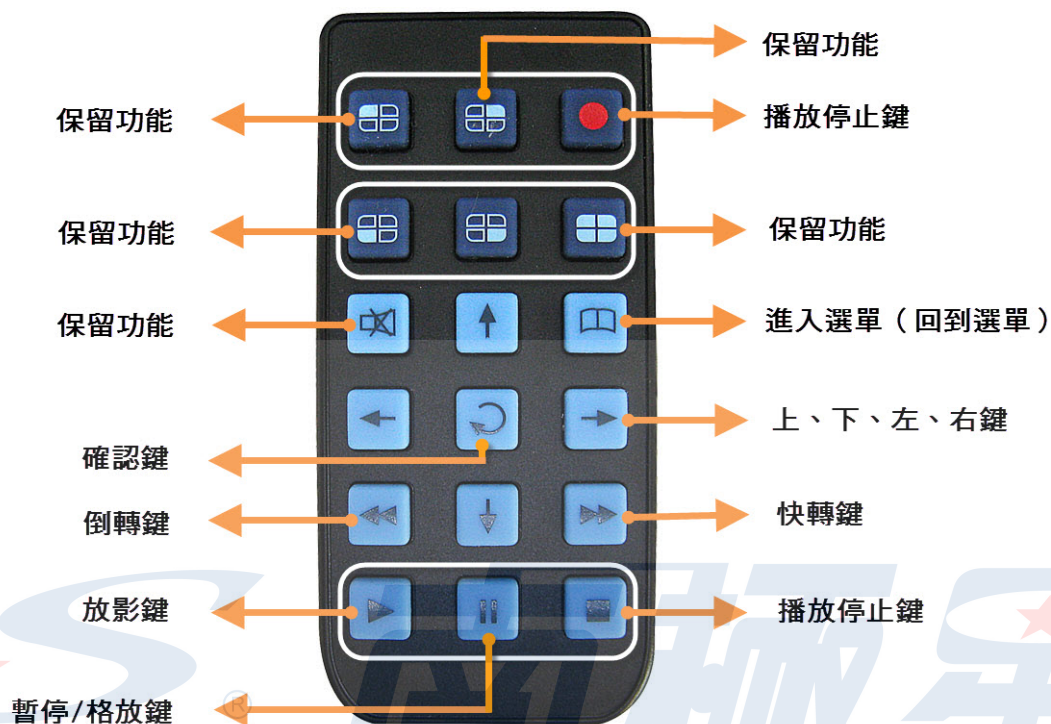 保留功能
保留功能
播放停止鍵
保留功能
保留功能
保留功能
進入選單（回到選單）
上、下、左、右鍵
確認鍵
倒轉鍵
快轉鍵
放影鍵
播放停止鍵
暫停/格放鍵
®